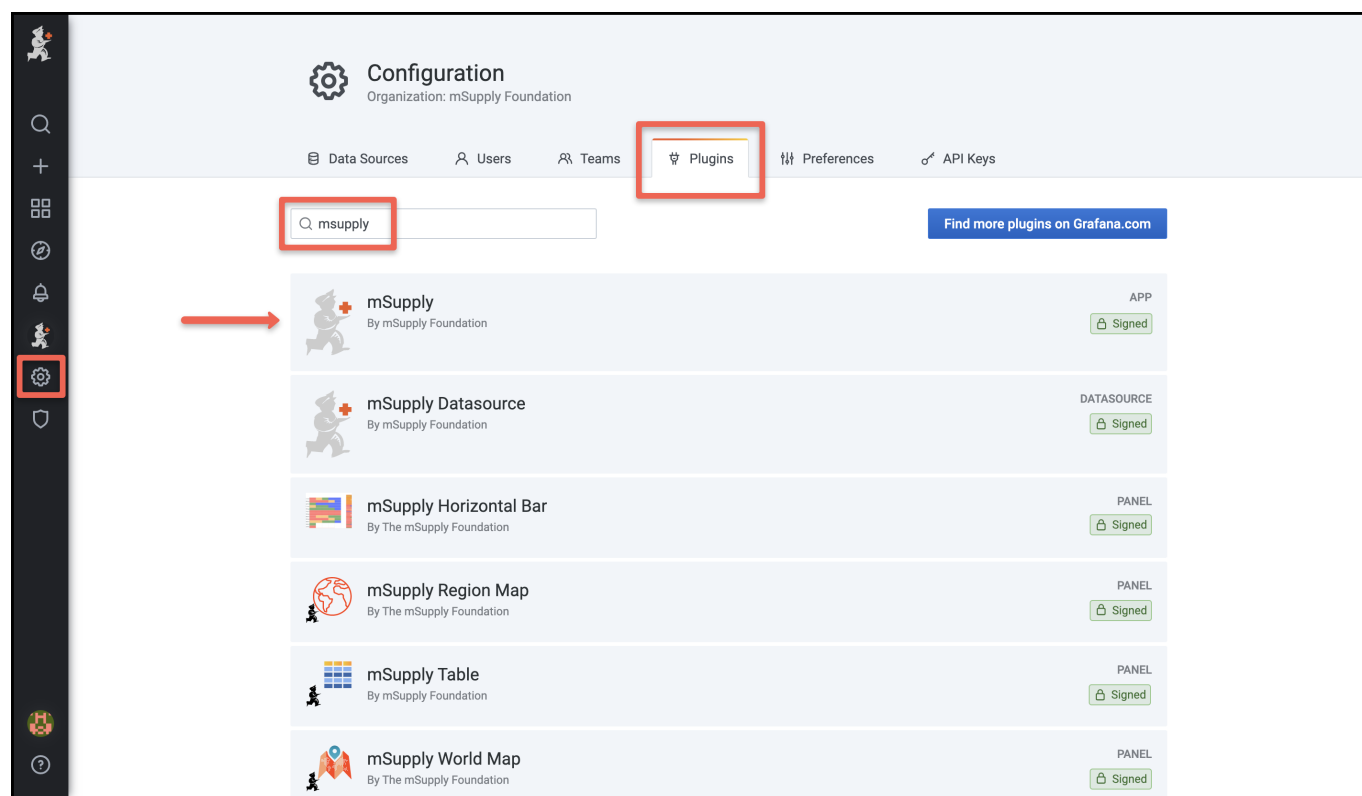 Configuration
Organization: mSupply Foundation
Data Sources
Users
Teams
Plugins
Preferences
API Keys
msupply
Find more plugins on Grafana.com
mSupply
By mSupply Foundation
APP
Signed
mSupply Datasource
By mSupply Foundation
DATASOURCE
Signed
mSupply Horizontal Bar
By The mSupply Foundation
PANEL
Signed
mSupply Region Map
By The mSupply Foundation
PANEL
Signed
mSupply Table
By mSupply Foundation
PANEL
Signed
mSupply World Map
By The mSupply Foundation
PANEL
Signed